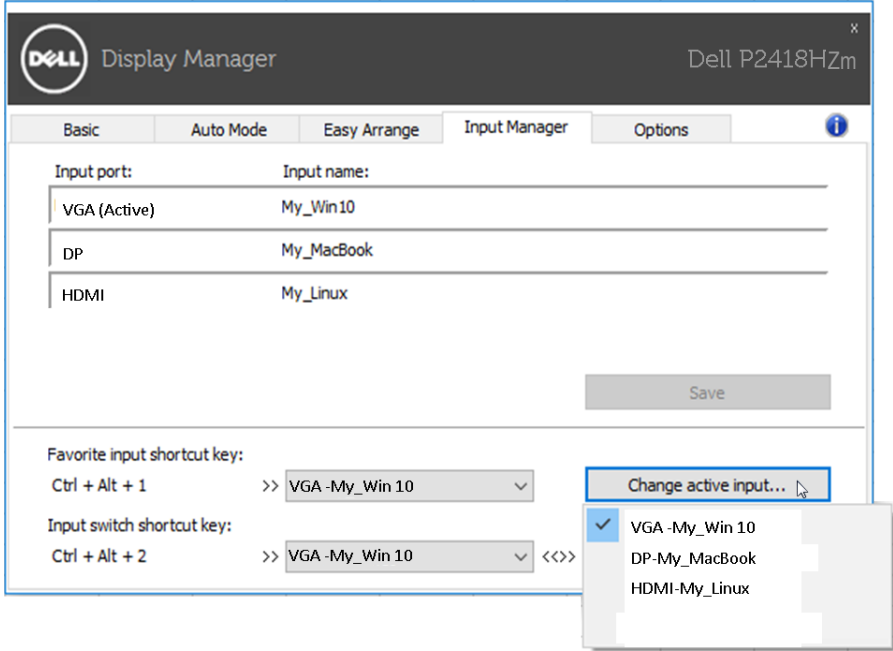 x
DELL Display Manager Dell P2418HZm
Basic Auto Mode Easy Arrange Input Manager Options i
Input port: Input name:
VGA (Active) My_Win10
DP My_MacBook
HDMI My_Linux
Save
Favorite input shortcut key:
Ctrl + Alt + 1 >> VGA -My_Win 10 Change active input...
Input switch shortcut key:
Ctrl + Alt + 2 >> VGA -My_Win 10 <<>>
VGA -My_Win 10
DP-My_MacBook
HDMI-My_Linux